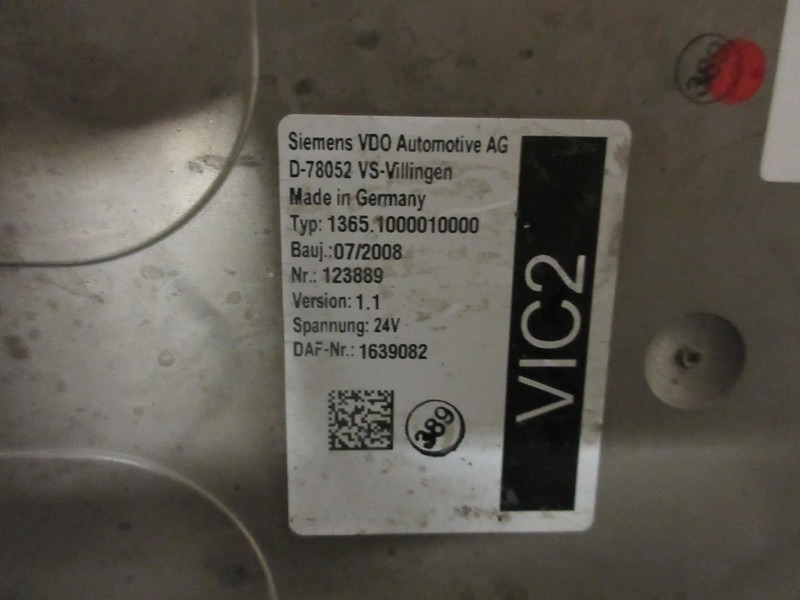 Siemens VDO Automotive AG
D-78052 VS-Villingen
Made in Germany
Typ: 1365.1000010000
Bauj.:07/2008
Nr.: 123889
Version: 1.1
Spannung: 24V
DAF-Nr.: 1639082
VIC2
389
389